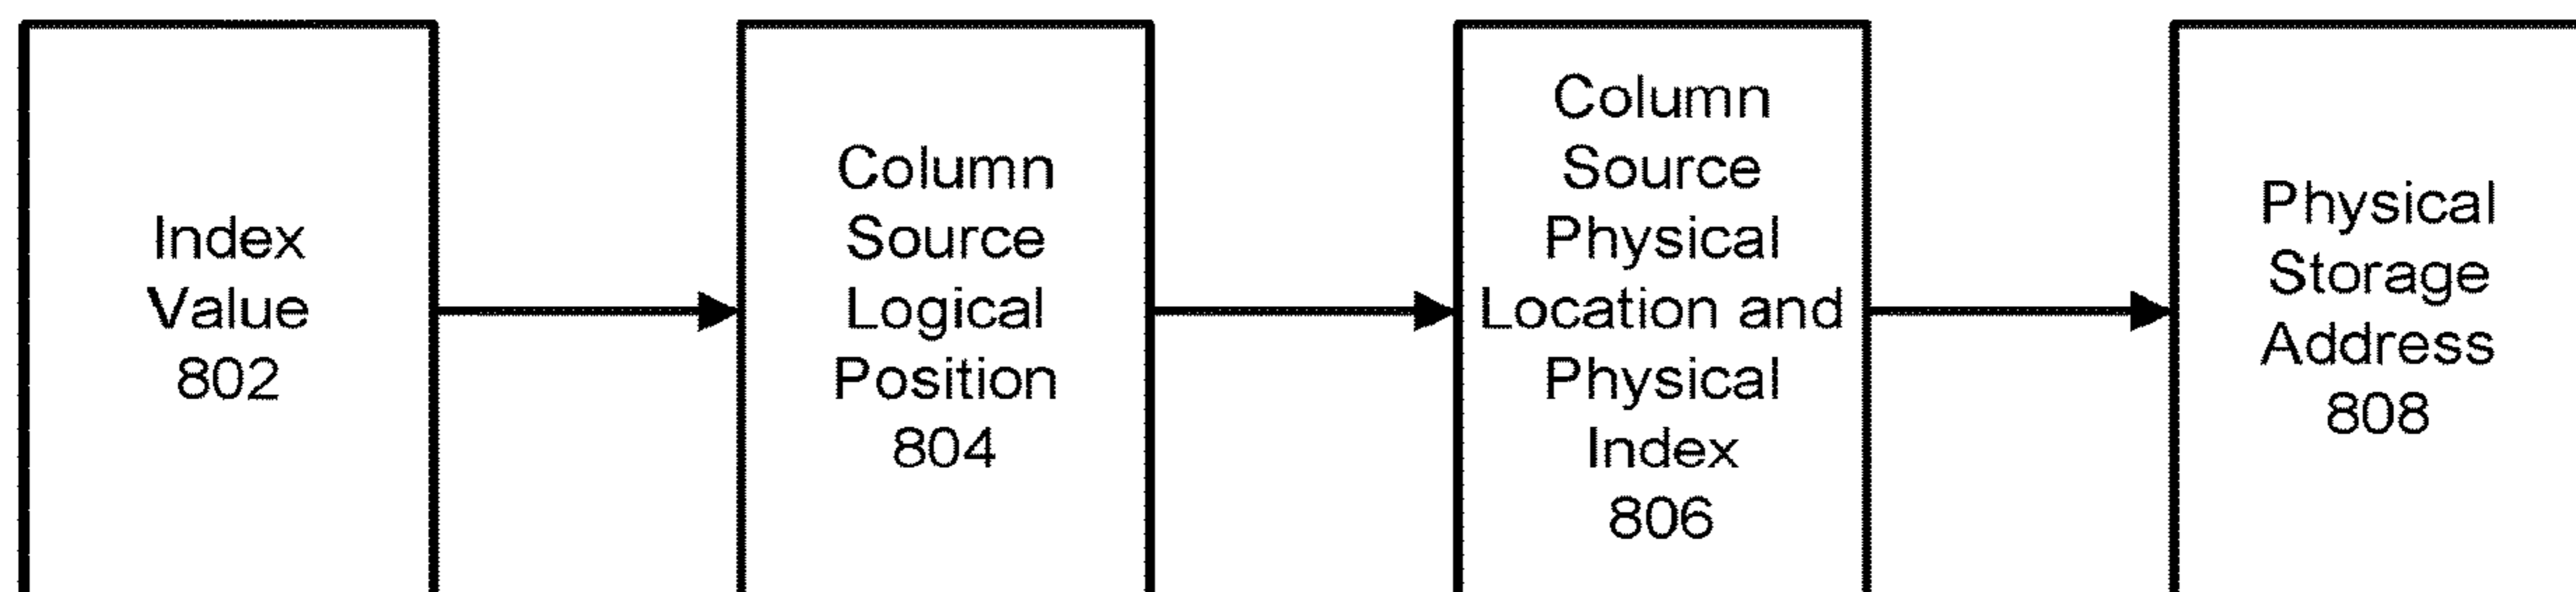 Index
Value
802
Column
Source
Logical
Position
804
Column
Source
Physical
Location and
Physical
Index
806
Physical
Storage
Address
808